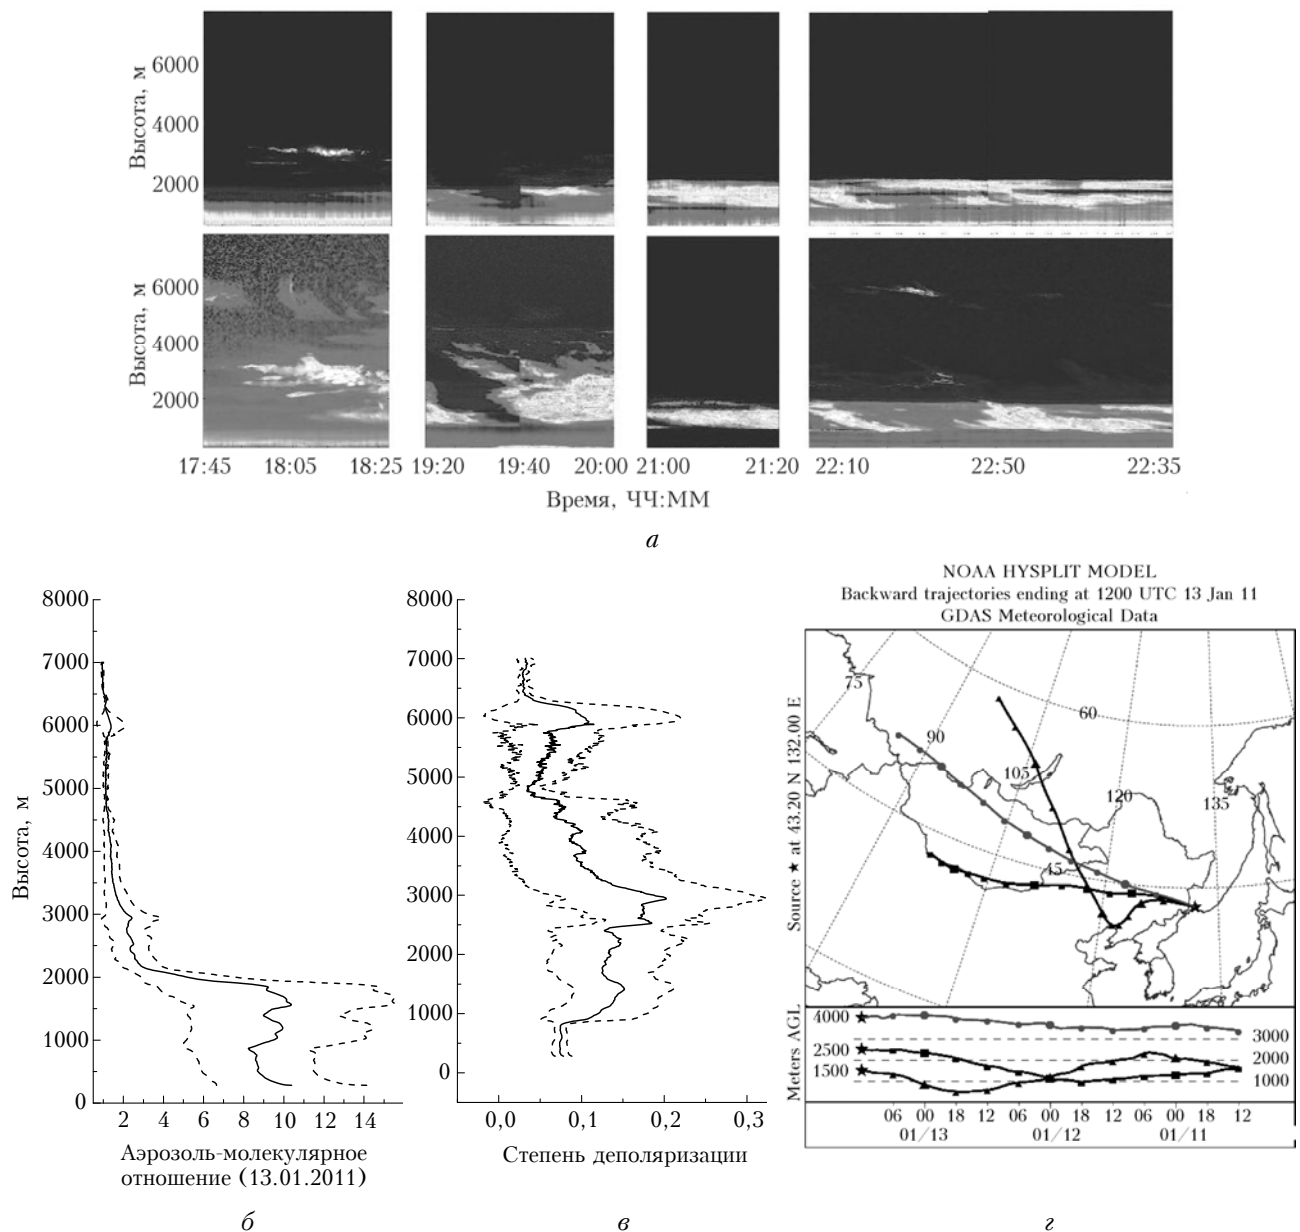 Высота, м
6000
4000
2000
Высота, м
6000
4000
2000
17:45 18:05 18:25 19:20 19:40 20:00 21:00 21:20 22:10 22:50 22:35
Время, ЧЧ:ММ
а
Высота, м
8000
7000
6000
5000
4000
3000
2000
1000
0
2 4 6 8 10 12 14
Аэрозоль-молекулярное
отношение (13.01.2011)
б
8000
7000
6000
5000
4000
3000
2000
1000
0
0,0 0,1 0,2 0,3
Степень деполяризации
в
NOAA HYSPLIT MODEL
Backward trajectories ending at 1200 UTC 13 Jan 11
GDAS Meteorological Data
Source ★ at 43.20 N 132.00 E
75
90
105
120
135
60
45
Meters AGL
4000
2500
1500
3000
2000
1000
06 00 18 12 06 00 18 12 06 00 18 12
01/13 01/12 01/11
г